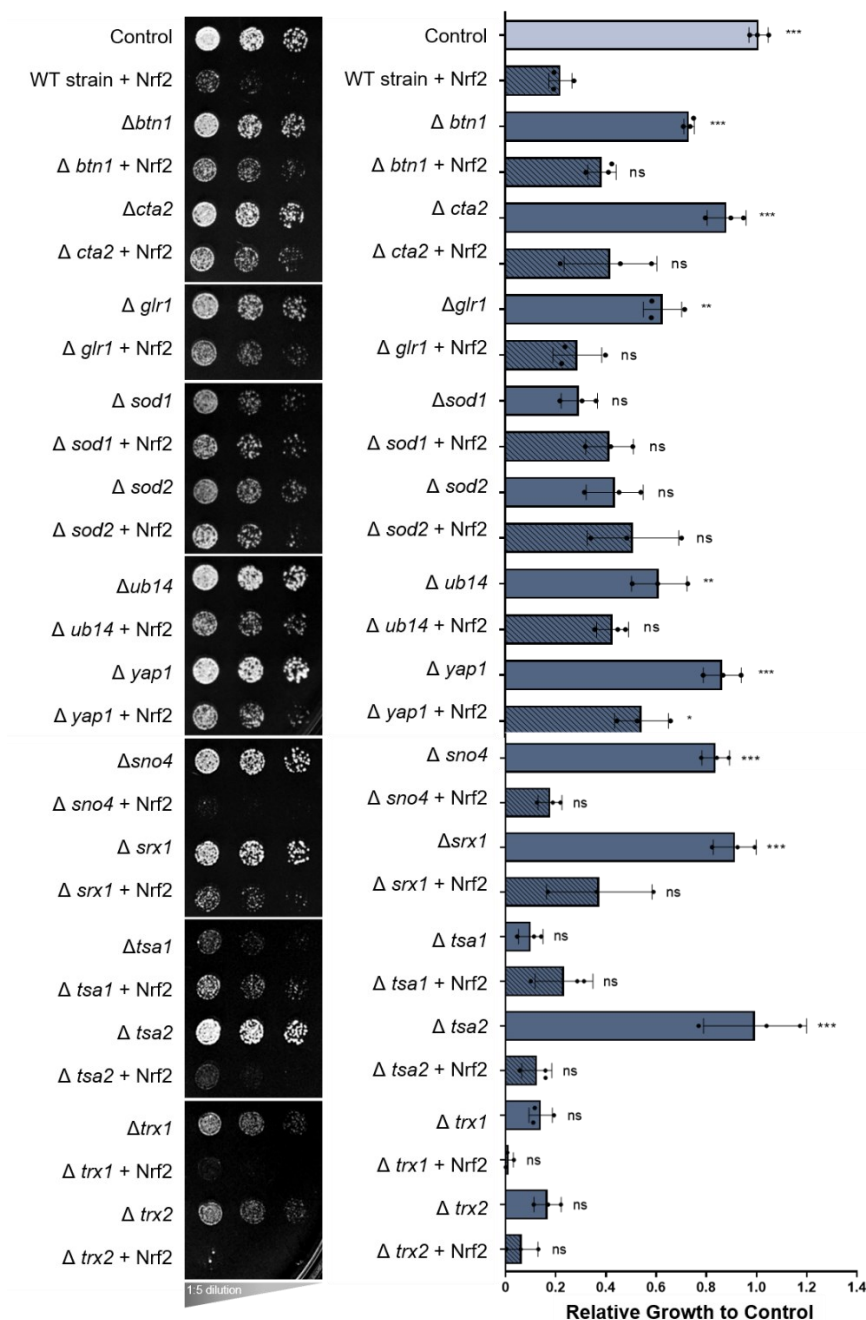 Control Control ***
WT strain + Nrf2 WT strain + Nrf2
Δbtn1 Δ btn1 ***
Δ btn1 + Nrf2 Δ btn1 + Nrf2 ns
Δcta2 Δ cta2 ***
Δ cta2 + Nrf2 Δ cta2 + Nrf2 ns
Δ glr1 Δglr1 **
Δ glr1 + Nrf2 Δ glr1 + Nrf2 ns
Δ sod1 Δsod1 ns
Δ sod1 + Nrf2 Δ sod1 + Nrf2 ns
Δ sod2 Δ sod2 ns
Δ sod2 + Nrf2 Δ sod2 + Nrf2 ns
Δub14 Δ ub14 **
Δ ub14 + Nrf2 Δ ub14 + Nrf2 ns
Δ yap1 Δ yap1 ***
Δ yap1 + Nrf2 Δ yap1 + Nrf2 *
Δsno4 Δ sno4 ***
Δ sno4 + Nrf2 Δ sno4 + Nrf2 ns
Δ srx1 Δsrx1 ***
Δ srx1 + Nrf2 Δ srx1 + Nrf2 ns
Δtsa1 Δ tsa1 ns
Δ tsa1 + Nrf2 Δ tsa1 + Nrf2 ns
Δ tsa2 Δ tsa2 ***
Δ tsa2 + Nrf2 Δ tsa2 + Nrf2 ns
Δtrx1 Δ trx1 ns
Δ trx1 + Nrf2 Δ trx1 + Nrf2 ns
Δ trx2 Δ trx2 ns
Δ trx2 + Nrf2 Δ trx2 + Nrf2 ns
1:5 dilution
0 0.2 0.4 0.6 0.8 1.0 1.2 1.4
Relative Growth to Control